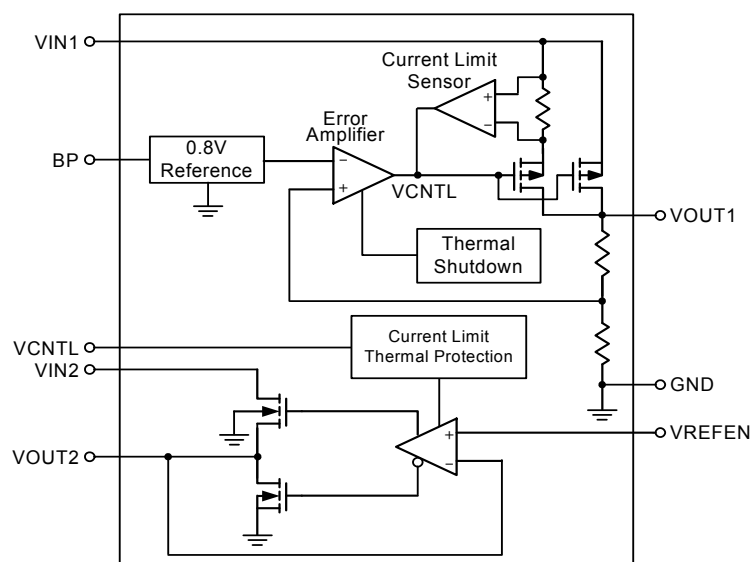 VIN1
Current Limit
Sensor
Error
Amplifier
+
−
BP
0.8V
Reference
−
+
VCNTL
VOUT1
Thermal
Shutdown
VCNTL
Current Limit
Thermal Protection
VIN2
GND
+
−
VREFEN
VOUT2